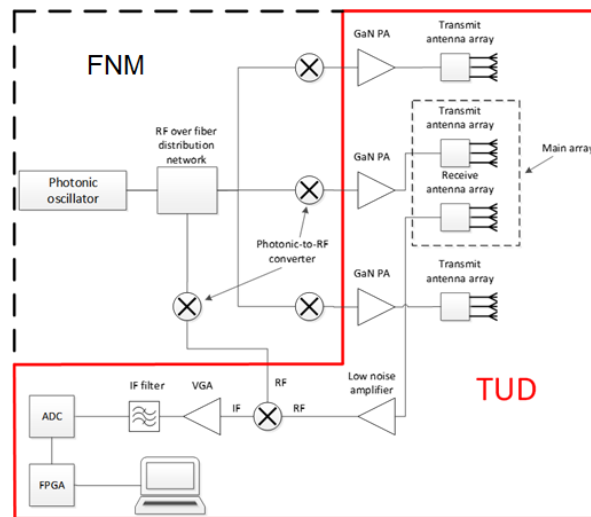 FNM
GaN PA
Transmit
antenna array
RF over fiber
distribution
network
Photonic
oscillator
GaN PA
Transmit
antenna array
Receive
antenna array
Main array
Photonic-to-RF
converter
GaN PA
Transmit
antenna array
TUD
RF
Low noise
amplifier
IF filter
VGA
IF
RF
ADC
FPGA